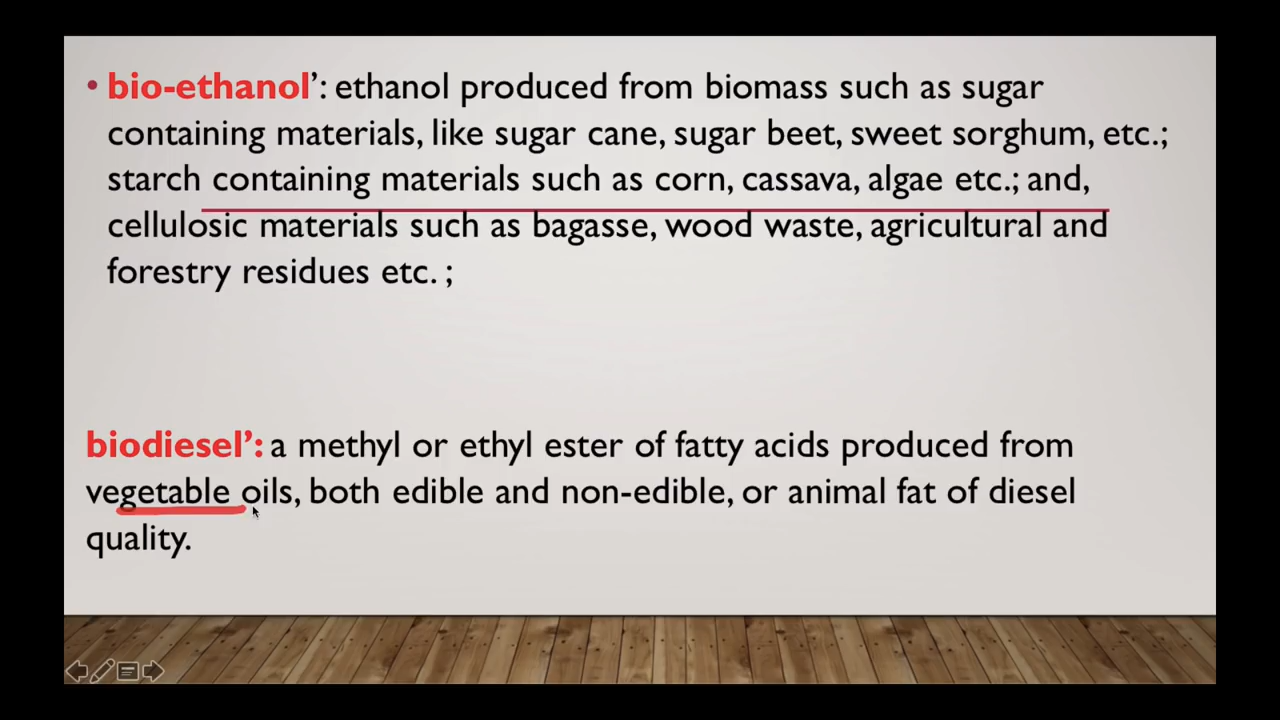 • bio-ethanol’: ethanol produced from biomass such as sugar
containing materials, like sugar cane, sugar beet, sweet sorghum, etc.;
starch containing materials such as corn, cassava, algae etc.; and,
cellulosic materials such as bagasse, wood waste, agricultural and
forestry residues etc. ;
biodiesel’: a methyl or ethyl ester of fatty acids produced from
vegetable oils, both edible and non-edible, or animal fat of diesel
quality.